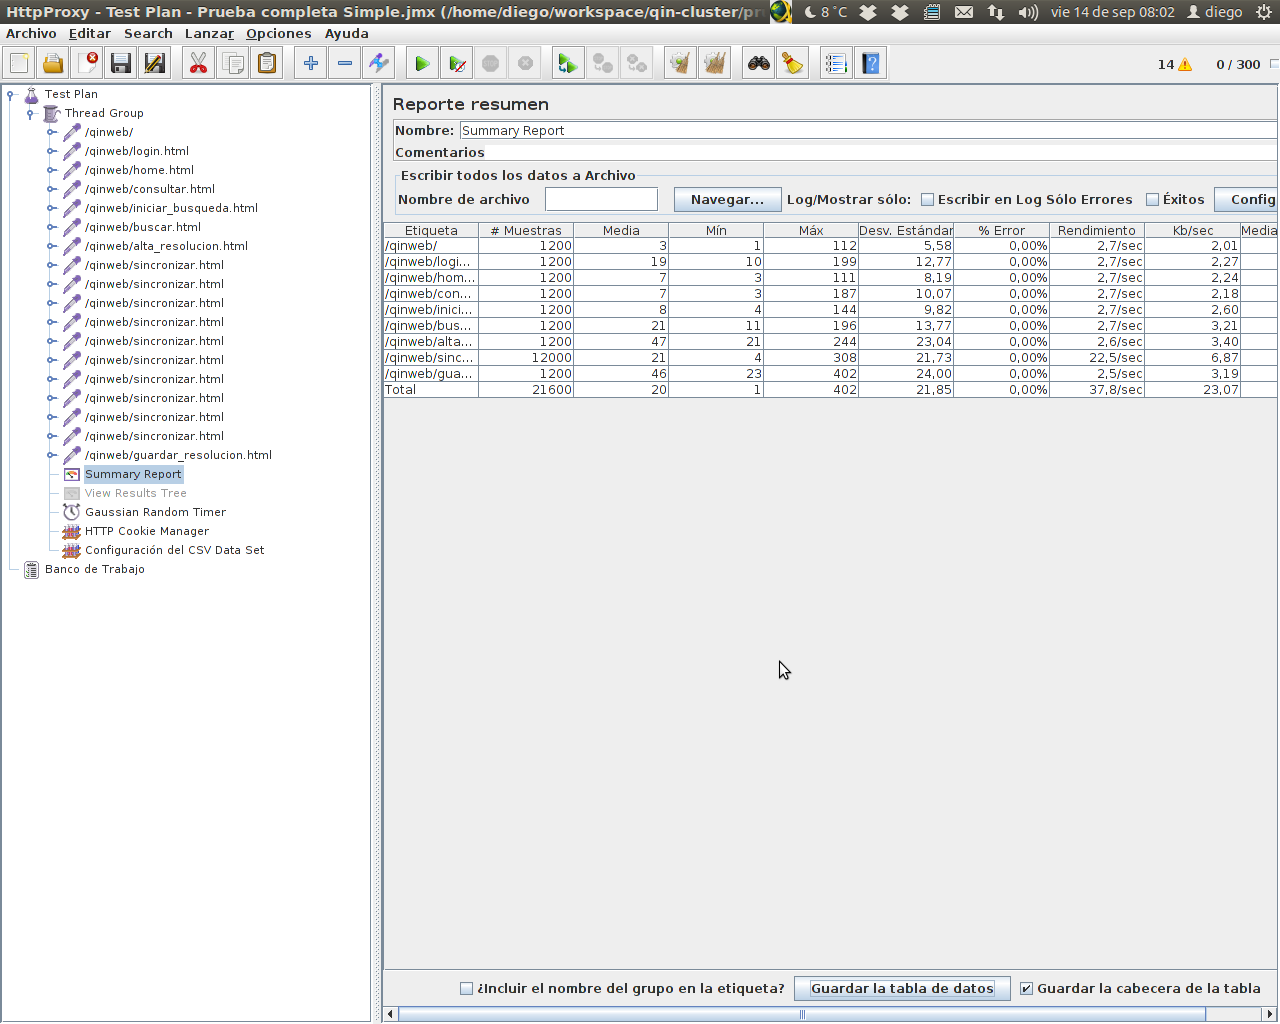 HttpProxy - Test Plan - Prueba completa Simple.jmx (/home/diego/workspace/qin-cluster/pr 8 °C vie 14 de sep 08:02 diego
Archivo Editar Search Lanzar Opciones Ayuda
14 0 / 300
Test Plan
Thread Group
/qinweb/
/qinweb/login.html
/qinweb/home.html
/qinweb/consultar.html
/qinweb/iniciar_busqueda.html
/qinweb/buscar.html
/qinweb/alta_resolucion.html
/qinweb/sincronizar.html
/qinweb/sincronizar.html
/qinweb/sincronizar.html
/qinweb/sincronizar.html
/qinweb/sincronizar.html
/qinweb/sincronizar.html
/qinweb/sincronizar.html
/qinweb/sincronizar.html
/qinweb/sincronizar.html
/qinweb/sincronizar.html
/qinweb/guardar_resolucion.html
Summary Report
View Results Tree
Gaussian Random Timer
HTTP Cookie Manager
Configuración del CSV Data Set
Banco de Trabajo
Reporte resumen
Nombre: Summary Report
Comentarios
Escribir todos los datos a Archivo
Nombre de archivo Navegar... Log/Mostrar sólo: Escribir en Log Sólo Errores Éxitos Config
Etiqueta # Muestras Media Mín Máx Desv. Estándar % Error Rendimiento Kb/sec Media
/qinweb/ 1200 3 1 112 5,58 0,00% 2,7/sec 2,01
/qinweb/logi... 1200 19 10 199 12,77 0,00% 2,7/sec 2,27
/qinweb/hom... 1200 7 3 111 8,19 0,00% 2,7/sec 2,24
/qinweb/con... 1200 7 3 187 10,07 0,00% 2,7/sec 2,18
/qinweb/inici... 1200 8 4 144 9,82 0,00% 2,7/sec 2,60
/qinweb/bus... 1200 21 11 196 13,77 0,00% 2,7/sec 3,21
/qinweb/alta... 1200 47 21 244 23,04 0,00% 2,6/sec 3,40
/qinweb/sinc... 12000 21 4 308 21,73 0,00% 22,5/sec 6,87
/qinweb/gua... 1200 46 23 402 24,00 0,00% 2,5/sec 3,19
Total 21600 20 1 402 21,85 0,00% 37,8/sec 23,07
¿Incluir el nombre del grupo en la etiqueta? Guardar la tabla de datos Guardar la cabecera de la tabla